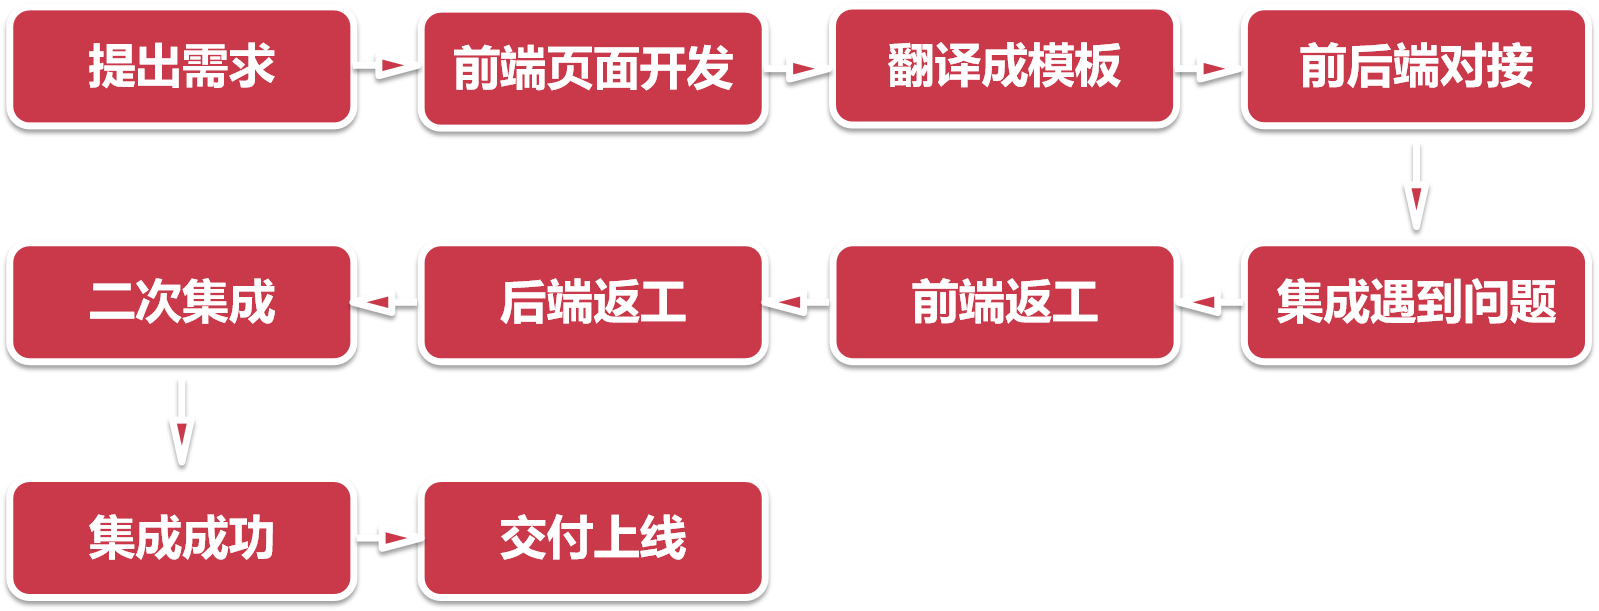 提出需求
前端页面开发
翻译成模板
前后端对接
集成遇到问题
前端返工
后端返工
二次集成
集成成功
交付上线